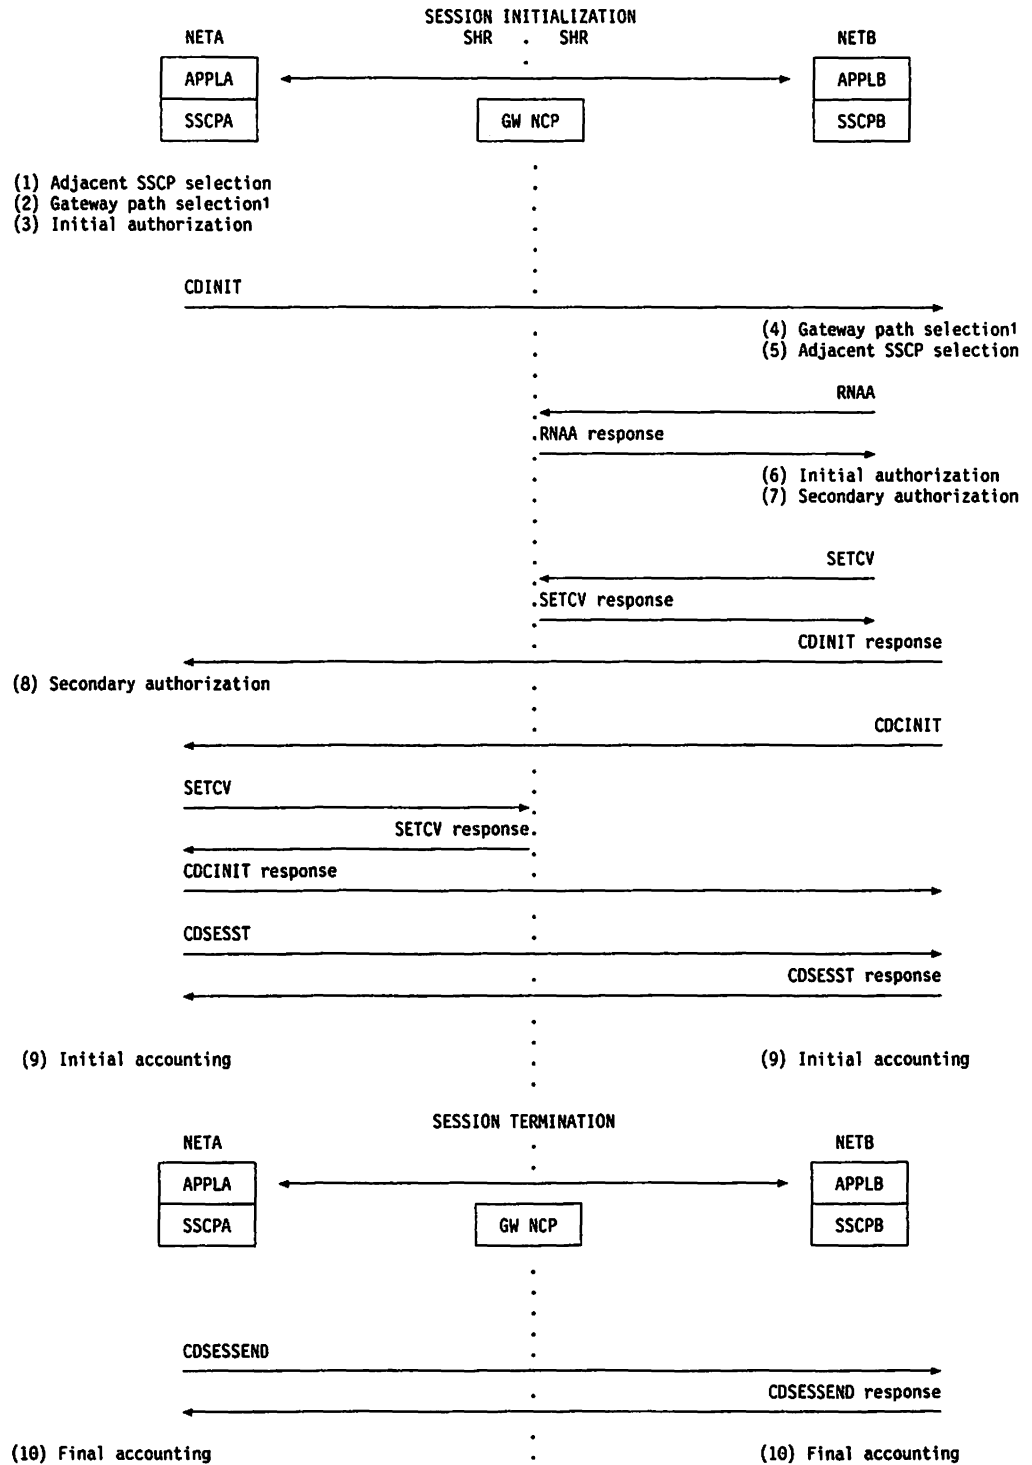 SESSION INITIALIZATION
NETA SHR . SHR NETB
APPLA APPLB
SSCPA GW NCP SSCPB
(1) Adjacent SSCP selection
(2) Gateway path selection1
(3) Initial authorization
CDINIT
(4) Gateway path selection1
(5) Adjacent SSCP selection
RNAA
RNAA response
(6) Initial authorization
(7) Secondary authorization
SETCV
SETCV response
CDINIT response
(8) Secondary authorization
CDCINIT
SETCV
SETCV response
CDCINIT response
CDSESST
CDSESST response
(9) Initial accounting (9) Initial accounting
SESSION TERMINATION
NETA NETB
APPLA APPLB
SSCPA GW NCP SSCPB
CDSESSEND
CDSESSEND response
(10) Final accounting (10) Final accounting